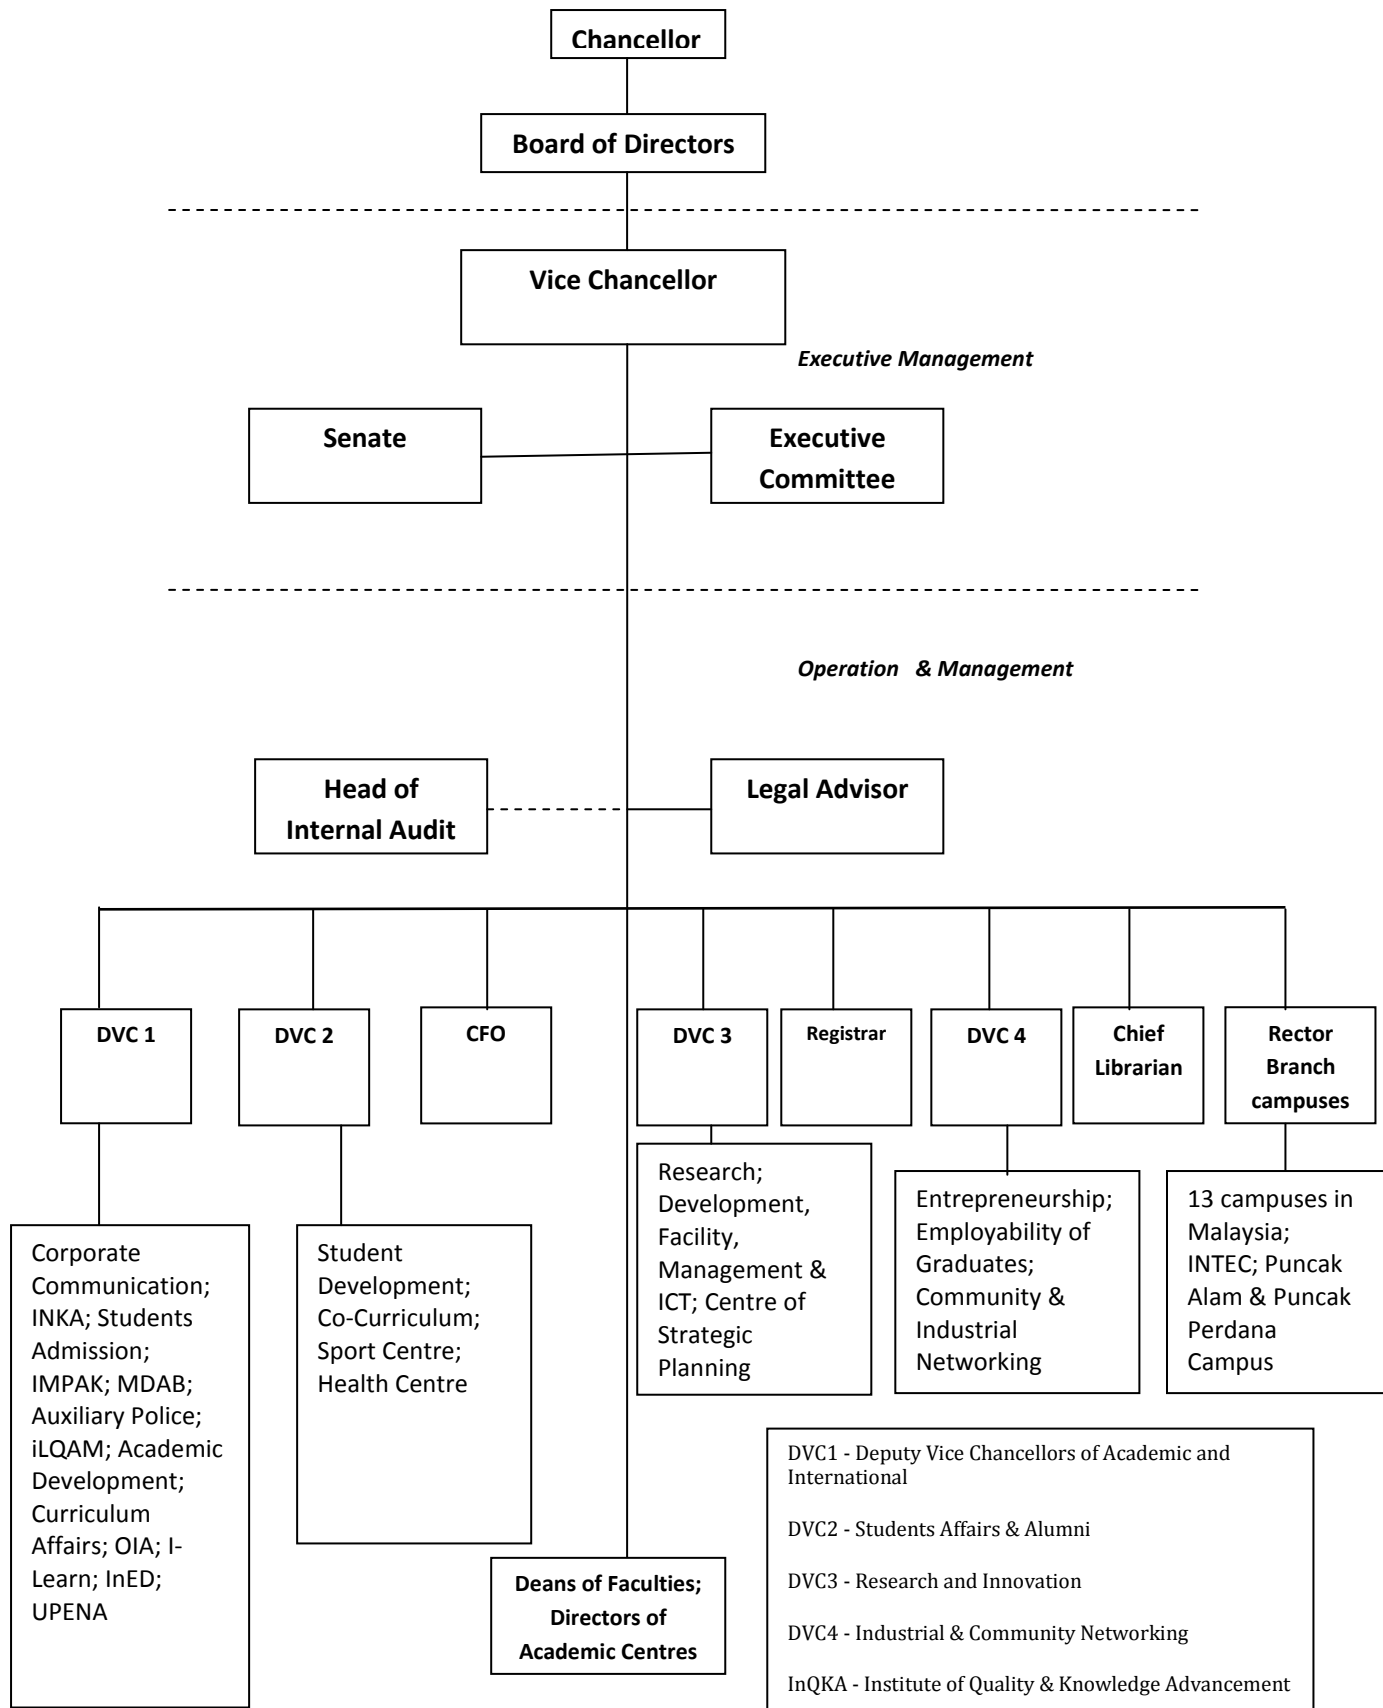 Chancellor
Board of Directors
Vice Chancellor
Executive Management
Senate
Executive
Committee
Operation & Management
Head of
Internal Audit
Legal Advisor
DVC 1
DVC 2
CFO
DVC 3
Registrar
DVC 4
Chief
Librarian
Rector
Branch
campuses
Corporate
Communication;
INKA; Students
Admission;
IMPAK; MDAB;
Auxiliary Police;
iLQAM; Academic
Development;
Curriculum
Affairs; OIA; I-
Learn; InED;
UPENA
Student
Development;
Co-Curriculum;
Sport Centre;
Health Centre
Research;
Development,
Facility,
Management &
ICT; Centre of
Strategic
Planning
Entrepreneurship;
Employability of
Graduates;
Community &
Industrial
Networking
13 campuses in
Malaysia;
INTEC; Puncak
Alam & Puncak
Perdana
Campus
Deans of Faculties;
Directors of
Academic Centres
DVC1 - Deputy Vice Chancellors of Academic and
International
DVC2 - Students Affairs & Alumni
DVC3 - Research and Innovation
DVC4 - Industrial & Community Networking
InQKA - Institute of Quality & Knowledge Advancement